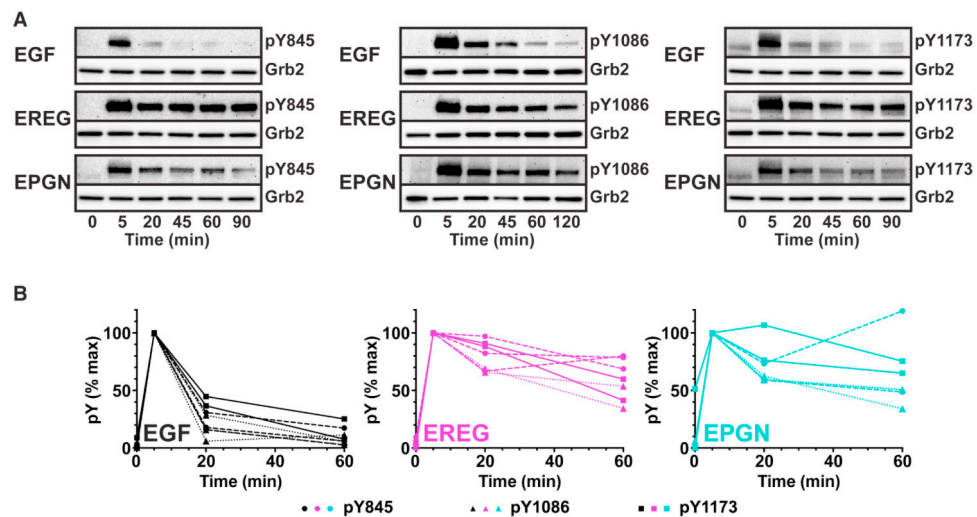 A
EGF pY845
Grb2
EREG pY845
Grb2
EPGN pY845
Grb2
0 5 20 45 60 90
Time (min)
EGF pY1086
Grb2
EREG pY1086
Grb2
EPGN pY1086
Grb2
0 5 20 45 60 120
Time (min)
EGF pY1173
Grb2
EREG pY1173
Grb2
EPGN pY1173
Grb2
0 5 20 45 60 90
Time (min)
B
pY (% max)
100
50
0
EGF
0 20 40 60
Time (min)
pY (% max)
100
50
0
EREG
0 20 40 60
Time (min)
pY (% max)
100
50
0
EPGN
0 20 40 60
Time (min)
pY845 pY1086 pY1173